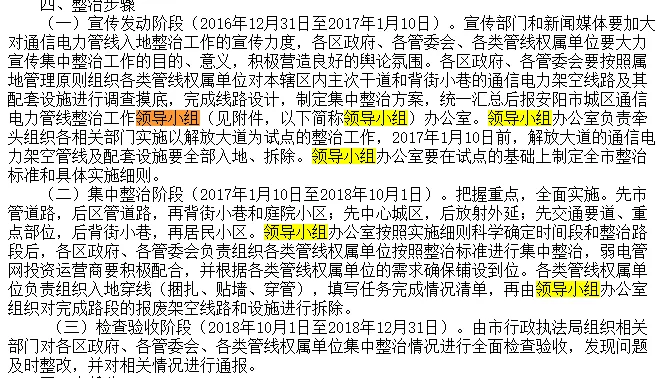 四、整治步骤
（一）宣传发动阶段（2016年12月31日至2017年1月10日）。宣传部门和新闻媒体要加大
对通信电力管线入地整治工作的宣传力度，各区政府、各管委会、各类管线权属单位要大力
宣传集中整治工作的目的、意义，积极营造良好的舆论氛围。各区政府、各管委会要按照属
地管理原则组织各类管线权属单位对本辖区内主次干道和背街小巷的通信电力架空线路及其
配套设施进行调查摸底，完成线路设计，制定集中整治方案，统一汇总后报安阳市城区通信
电力管线整治工作领导小组（见附件，以下简称领导小组）办公室。领导小组办公室负责牵
头组织各相关部门实施以解放大道为试点的整治工作，2017年1月10日前，解放大道的通信电
力架空管线及配套设施要全部入地、拆除。领导小组办公室要在试点的基础上制定全市整治
标准和具体实施细则。
（二）集中整治阶段（2017年1月10日至2018年10月1日）。把握重点，全面实施。先市
管道路，后区管道路，再背街小巷和庭院小区；先中心城区，后放射外延；先交通要道、重
点部位，后背街小巷，再居民小区。领导小组办公室按照实施细则科学确定时间段和整治路
段后，各区政府、各管委会负责组织各类管线权属单位按照整治标准进行集中整治，弱电管
网投资运营商要积极配合，并根据各类管线权属单位的需求确保铺设到位。各类管线权属单
位负责组织入地穿线（捆扎、贴墙、穿管），填写任务完成情况清单，再由领导小组办公室
组织对完成路段的报废架空线路和设施进行拆除。
（三）检查验收阶段（2018年10月1日至2018年12月31日）。由市行政执法局组织相关
部门对各区政府、各管委会、各类管线权属单位集中整治情况进行全面检查验收，发现问题
及时整改，并对相关情况进行通报。